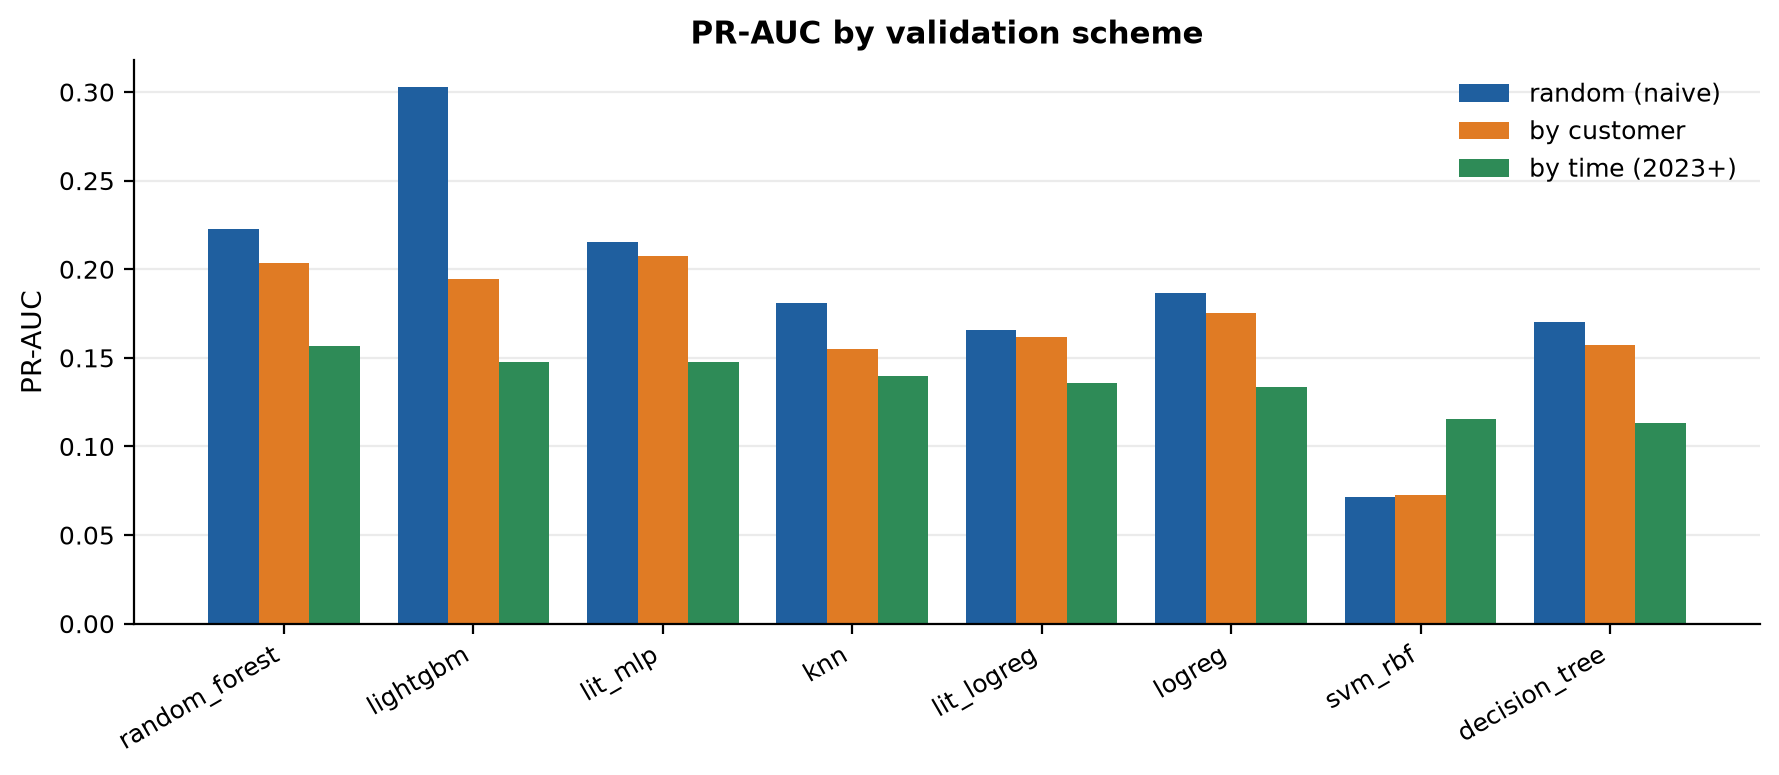 PR-AUC by validation scheme
random (naive)
by customer
by time (2023+)
PR-AUC
0.30
0.25
0.20
0.15
0.10
0.05
0.00
random_forest
lightgbm
lit_mlp
knn
lit_logreg
logreg
svm_rbf
decision_tree